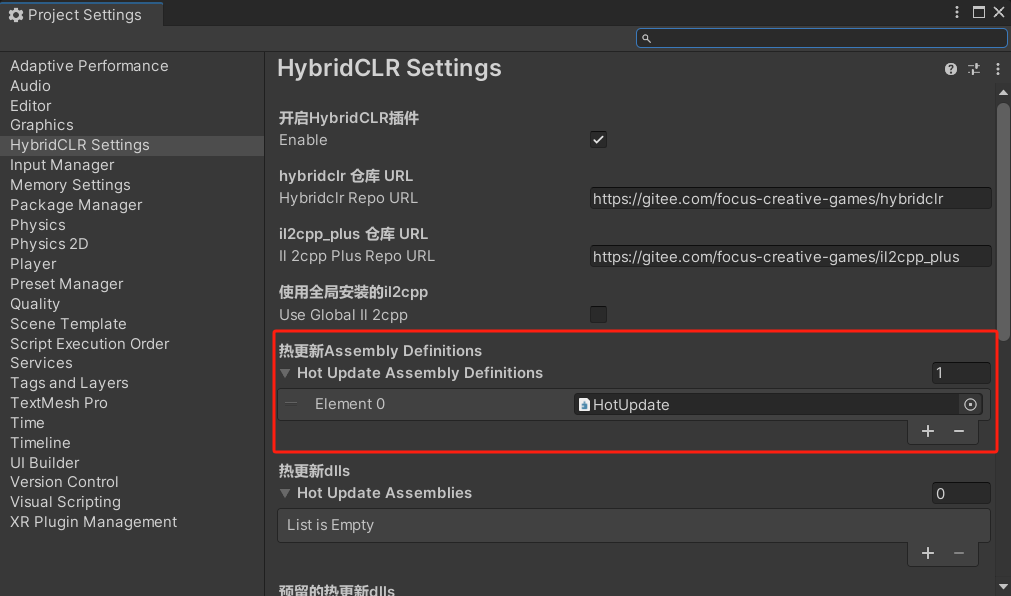 Project Settings
Adaptive Performance
Audio
Editor
Graphics
HybridCLR Settings
Input Manager
Memory Settings
Package Manager
Physics
Physics 2D
Player
Preset Manager
Quality
Scene Template
Script Execution Order
Services
Tags and Layers
TextMesh Pro
Time
Timeline
UI Builder
Version Control
Visual Scripting
XR Plugin Management
HybridCLR Settings
开启HybridCLR插件
Enable
hybridclr 仓库 URL
Hybridclr Repo URL https://gitee.com/focus-creative-games/hybridclr
il2cpp_plus 仓库 URL
Il 2cpp Plus Repo URL https://gitee.com/focus-creative-games/il2cpp_plus
使用全局安装的il2cpp
Use Global Il 2cpp
热更新Assembly Definitions
Hot Update Assembly Definitions 1
Element 0 HotUpdate
热更新dlls
Hot Update Assemblies 0
List is Empty
预留的热更新dlls